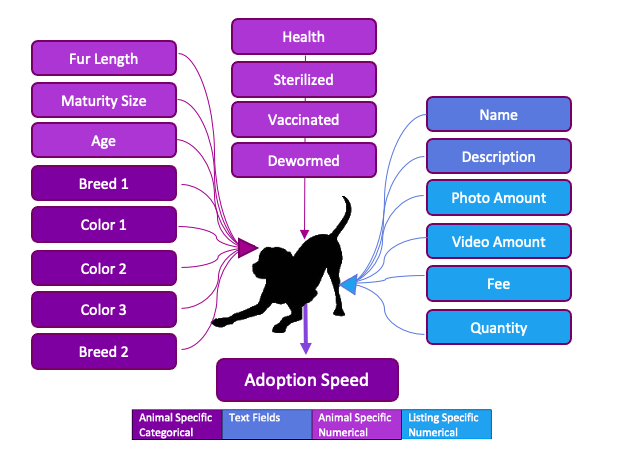 Health
Sterilized
Vaccinated
Dewormed
Fur Length
Maturity Size
Age
Breed 1
Color 1
Color 2
Color 3
Breed 2
Name
Description
Photo Amount
Video Amount
Fee
Quantity
Adoption Speed
Animal Specific
Categorical
Text Fields
Animal Specific
Numerical
Listing Specific
Numerical